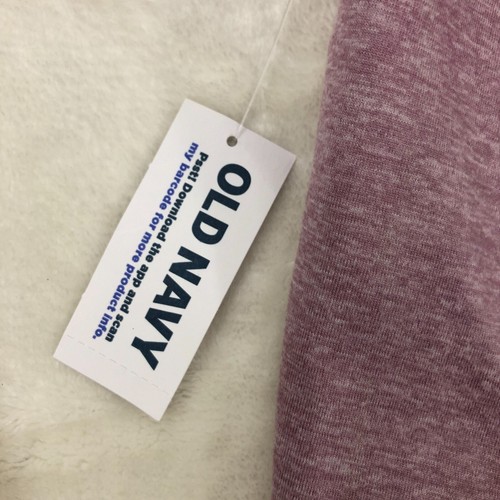 OLD NAVY
Psst! Download the app and scan
my barcode for more product info.